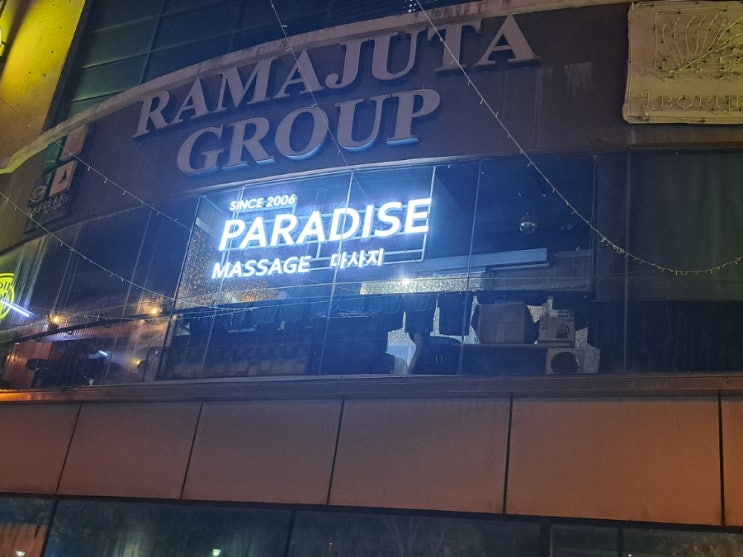 RAMAJUTA
GROUP
SINCE 2006
PARADISE
MASSAGE 마사지